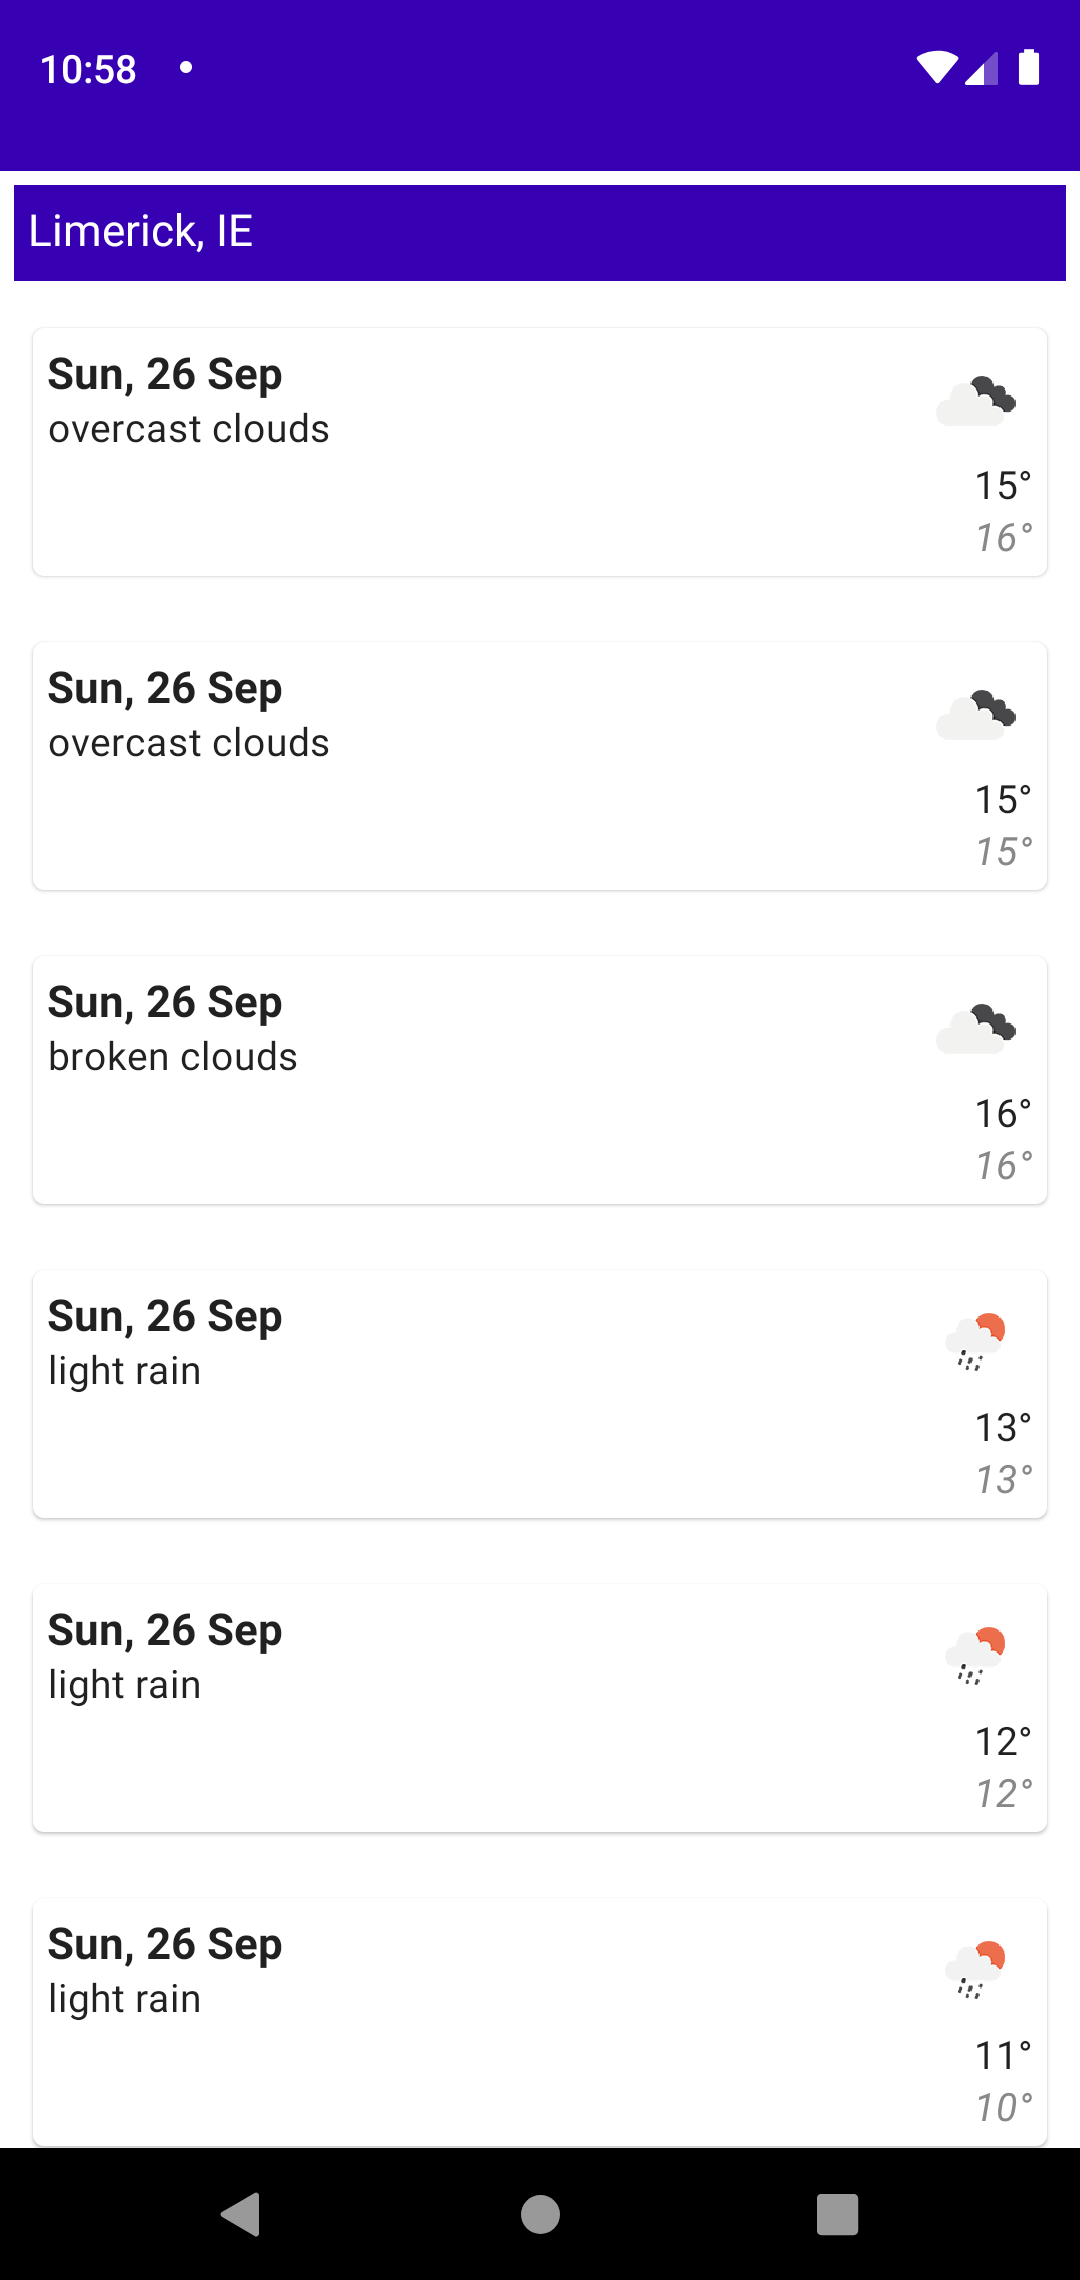 10:58
Limerick, IE
Sun, 26 Sep
overcast clouds
15°
16°
Sun, 26 Sep
overcast clouds
15°
15°
Sun, 26 Sep
broken clouds
16°
16°
Sun, 26 Sep
light rain
13°
13°
Sun, 26 Sep
light rain
12°
12°
Sun, 26 Sep
light rain
11°
10°